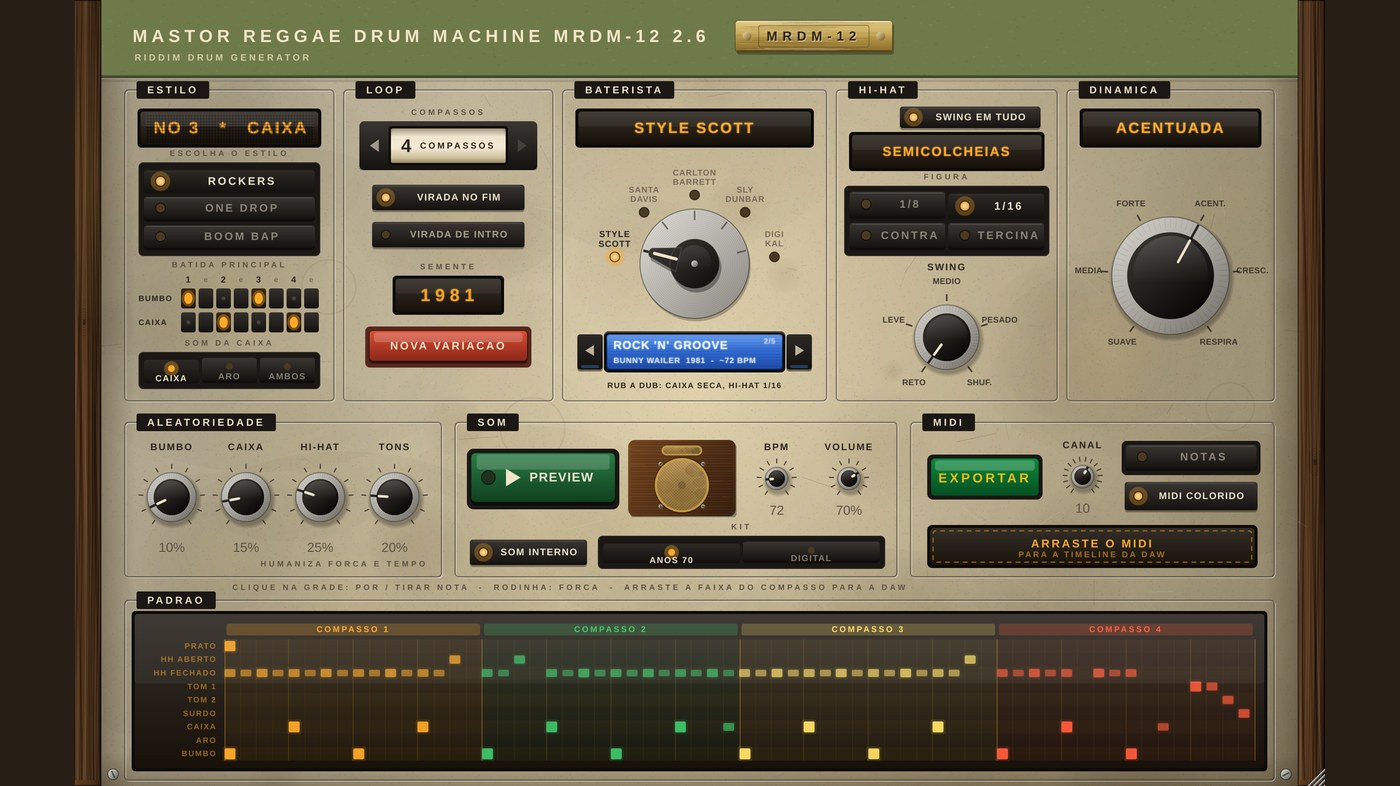 MASTOR REGGAE DRUM MACHINE MRDM-12 2.6
MRDM-12
RIDDIM DRUM GENERATOR
ESTILO
NO 3 * CAIXA
ESCOLHA O ESTILO
ROCKERS
ONE DROP
BOOM BAP
BATIDA PRINCIPAL
1 e 2 e 3 e 4 e
BUMBO
CAIXA
SOM DA CAIXA
CAIXA ARO AMBOS
LOOP
COMPASSOS
4 COMPASSOS
VIRADA NO FIM
VIRADA DE INTRO
SEMENTE
1981
NOVA VARIACAO
BATERISTA
STYLE SCOTT
CARLTON
BARRETT
SANTA
DAVIS
SLY
DUNBAR
STYLE
SCOTT
DIGI
KAL
ROCK 'N' GROOVE 2/5
BUNNY WAILER 1981 - ~72 BPM
RUB A DUB: CAIXA SECA, HI-HAT 1/16
HI-HAT
SWING EM TUDO
SEMICOLCHEIAS
FIGURA
1/8 1/16
CONTRA TERCINA
SWING
MEDIO
LEVE PESADO
RETO SHUF.
DINAMICA
ACENTUADA
FORTE ACENT.
MEDIA CRESC.
SUAVE RESPIRA
ALEATORIEDADE
BUMBO CAIXA HI-HAT TONS
10% 15% 25% 20%
HUMANIZA FORCA E TEMPO
SOM
PREVIEW
BPM VOLUME
72 70%
KIT
SOM INTERNO
ANOS 70 DIGITAL
MIDI
EXPORTAR
CANAL
10
NOTAS
MIDI COLORIDO
ARRASTE O MIDI
PARA A TIMELINE DA DAW
CLIQUE NA GRADE: POR / TIRAR NOTA - RODINHA: FORCA - ARRASTE A FAIXA DO COMPASSO PARA A DAW
PADRAO
COMPASSO 1 COMPASSO 2 COMPASSO 3 COMPASSO 4
PRATO
HH ABERTO
HH FECHADO
TOM 1
TOM 2
SURDO
CAIXA
ARO
BUMBO